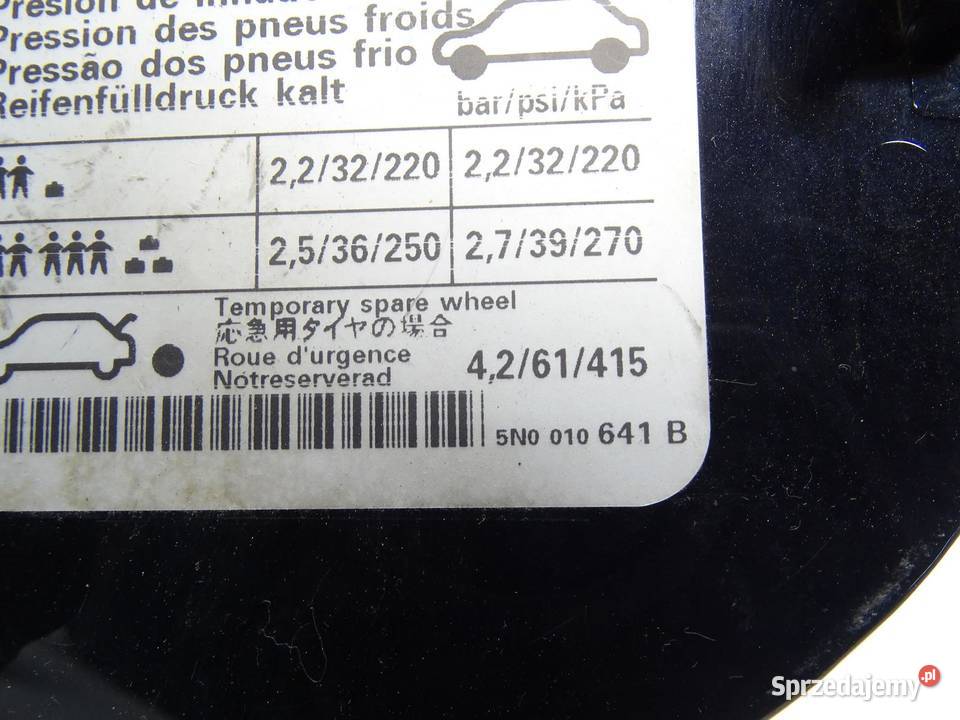 Presión de
Pression des pneus froids
Pressão dos pneus frio
Reifenfülldruck kalt
bar/psi/kPa
2,2/32/220 2,2/32/220
2,5/36/250 2,7/39/270
Temporary spare wheel
応急用タイヤの場合
Roue d'urgence
Notreserverad
4,2/61/415
5N0 010 641 B
Sprzedajemy.pl